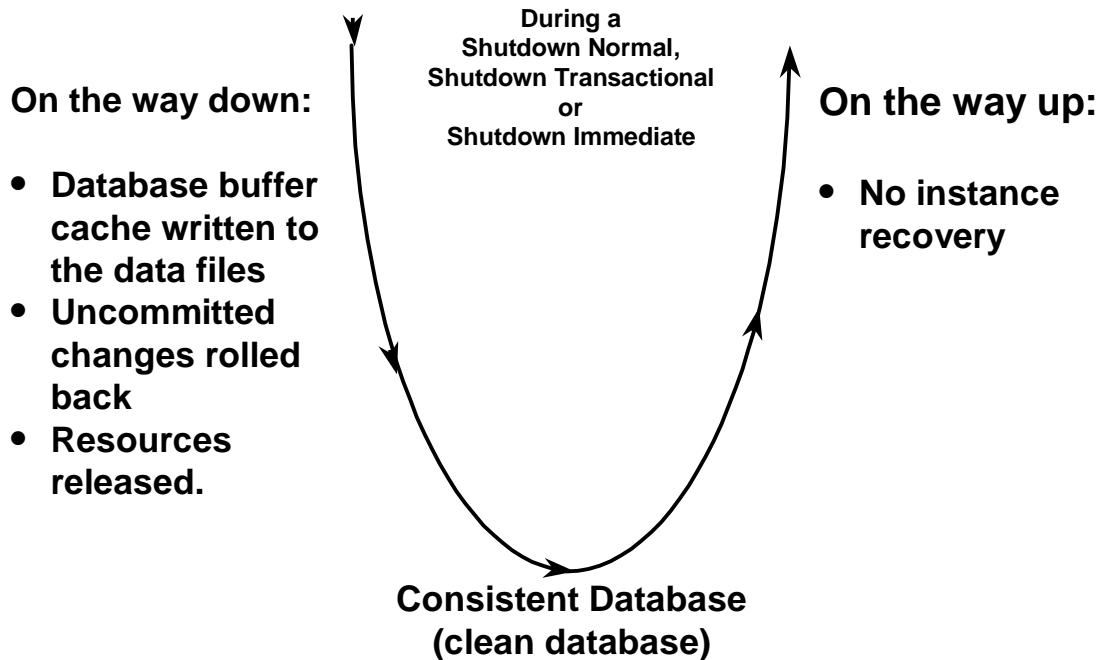 During a
Shutdown Normal,
Shutdown Transactional
or
Shutdown Immediate
On the way down:
• Database buffer
cache written to
the data files
• Uncommitted
changes rolled
back
• Resources
released.
On the way up:
• No instance
recovery
Consistent Database
(clean database)